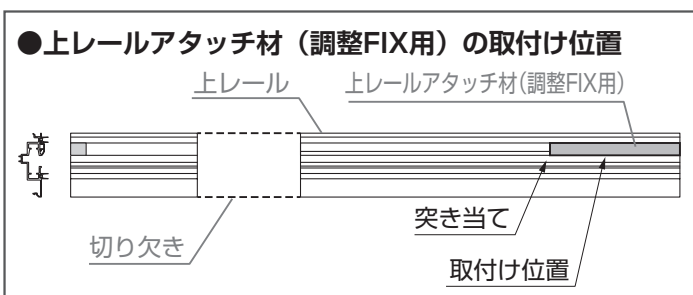 ●上レールアタッチ材（調整FIX用）の取付け位置
上レール
上レールアタッチ材(調整FIX用)
突き当て
切り欠き
取付け位置